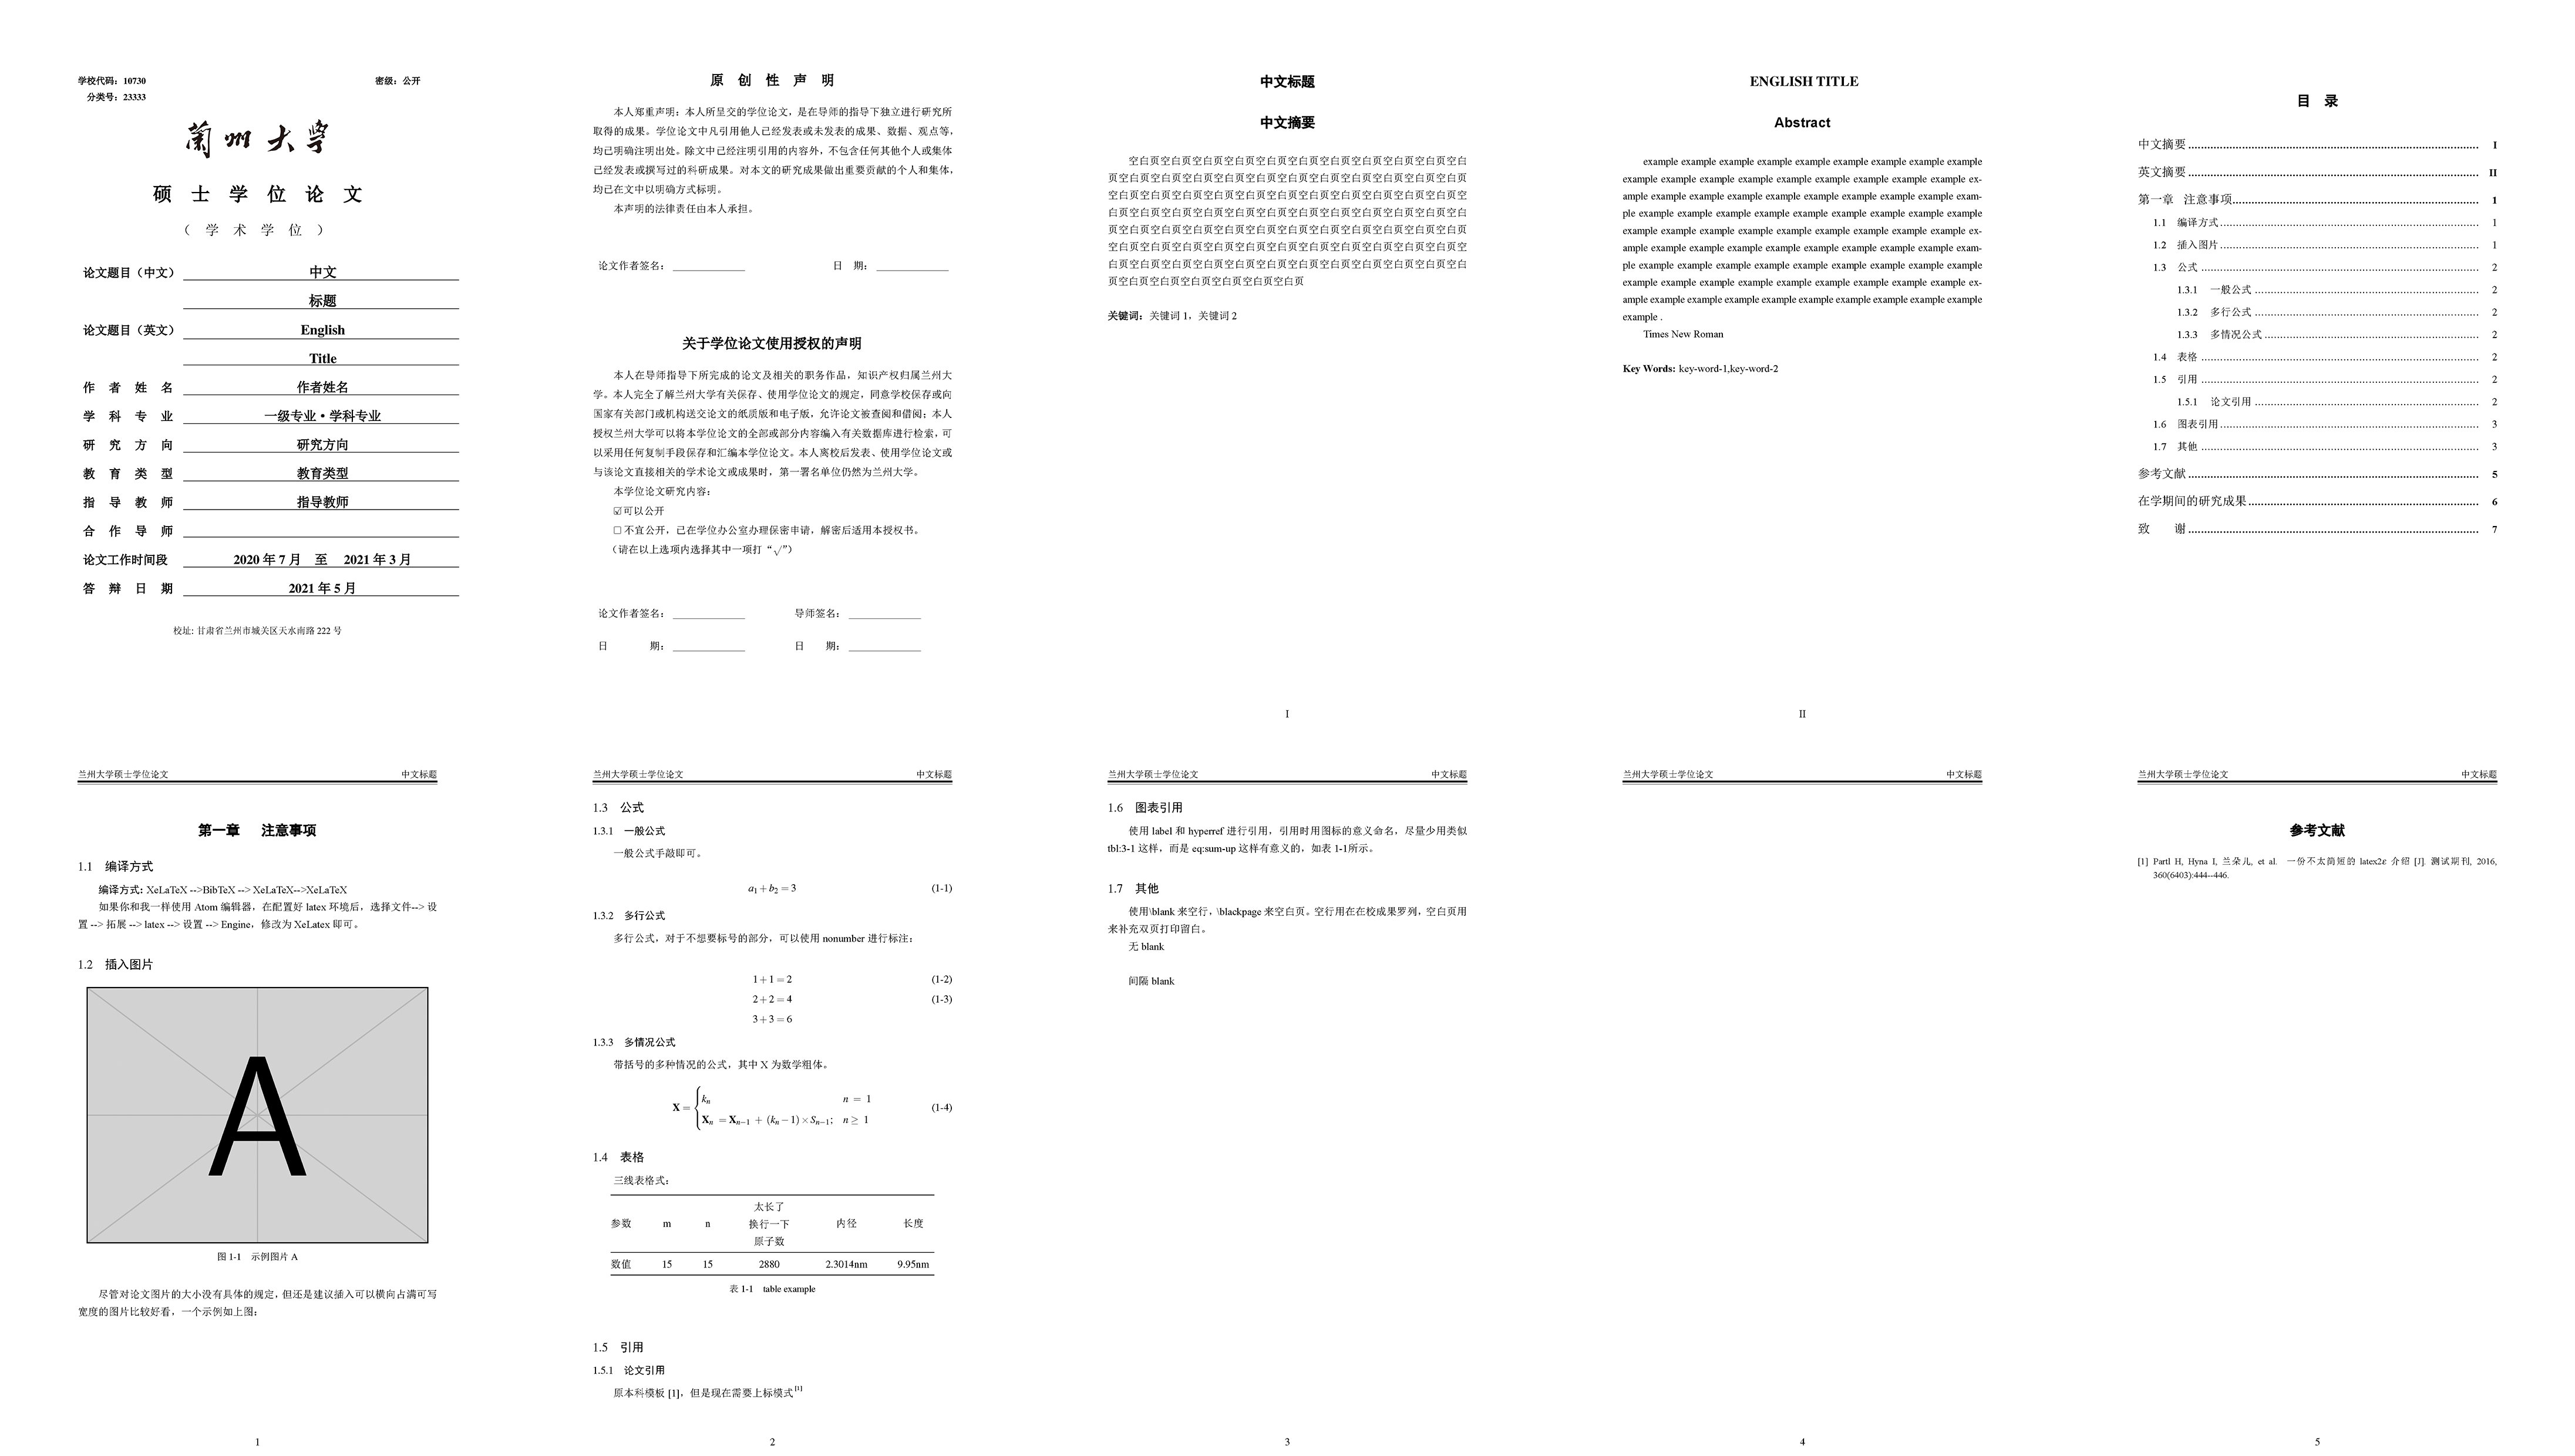 学校代码：10730
密级：公开
分类号：23333
兰州大学
硕 士 学 位 论 文
（ 学 术 学 位 ）
论文题目（中文） 中文
标题
论文题目（英文） English
Title
作 者 姓 名 作者姓名
学 科 专 业 一级专业·学科专业
研 究 方 向 研究方向
教 育 类 型 教育类型
指 导 教 师 指导教师
合 作 导 师
论文工作时间段 2020 年 7 月 至 2021 年 3 月
答 辩 日 期 2021 年 5 月
校址: 甘肃省兰州市城关区天水南路 222 号
原 创 性 声 明
本人郑重声明：本人所呈交的学位论文，是在导师的指导下独立进行研究所
取得的成果。学位论文中凡引用他人已经发表或未发表的成果、数据、观点等，
均已明确注明出处。除文中已经注明引用的内容外，不包含任何其他个人或集体
已经发表或撰写过的科研成果。对本文的研究成果做出重要贡献的个人和集体，
均已在文中以明确方式标明。
本声明的法律责任由本人承担。
论文作者签名： 日 期：
关于学位论文使用授权的声明
本人在导师指导下所完成的论文及相关的职务作品，知识产权归属兰州大
学。本人完全了解兰州大学有关保存、使用学位论文的规定，同意学校保存或向
国家有关部门或机构送交论文的纸质版和电子版，允许论文被查阅和借阅；本人
授权兰州大学可以将本学位论文的全部或部分内容编入有关数据库进行检索，可
以采用任何复制手段保存和汇编本学位论文。本人离校后发表、使用学位论文或
与该论文直接相关的学术论文或成果时，第一署名单位仍然为兰州大学。
本学位论文研究内容：
☑可以公开
□不宜公开，已在学位办公室办理保密申请，解密后适用本授权书。
（请在以上选项内选择其中一项打“√”）
论文作者签名： 导师签名：
日 期： 日 期：
中文标题
中文摘要
空白页空白页空白页空白页空白页空白页空白页空白页空白页空白页空白
页空白页空白页空白页空白页空白页空白页空白页空白页空白页空白页空白页
空白页空白页空白页空白页空白页空白页空白页空白页空白页空白页空白页空
白页空白页空白页空白页空白页空白页空白页空白页空白页空白页空白页空白
页空白页空白页空白页空白页空白页空白页空白页空白页空白页空白页空白页
空白页空白页空白页空白页空白页空白页空白页空白页空白页空白页空白页空
白页空白页空白页空白页空白页空白页空白页空白页空白页空白页空白页空白
页空白页空白页空白页空白页空白页空白页
关键词：关键词 1，关键词 2
I
ENGLISH TITLE
Abstract
example example example example example example example example example
example example example example example example example example example ex-
ample example example example example example example example example exam-
ple example example example example example example example example example
example example example example example example example example example ex-
ample example example example example example example example example exam-
ple example example example example example example example example example
example example example example example example example example example ex-
ample example example example example example example example example example
example .
Times New Roman
Key Words: key-word-1,key-word-2
II
目 录
中文摘要 I
英文摘要 II
第一章 注意事项 1
1.1 编译方式 1
1.2 插入图片 1
1.3 公式 2
1.3.1 一般公式 2
1.3.2 多行公式 2
1.3.3 多情况公式 2
1.4 表格 2
1.5 引用 2
1.5.1 论文引用 2
1.6 图表引用 3
1.7 其他 3
参考文献 5
在学期间的研究成果 6
致 谢 7
兰州大学硕士学位论文 中文标题
第一章 注意事项
1.1 编译方式
编译方式: XeLaTeX -->BibTeX --> XeLaTeX-->XeLaTeX
如果你和我一样使用 Atom 编辑器，在配置好 latex 环境后，选择文件--> 设
置 --> 拓展 --> latex --> 设置 --> Engine，修改为 XeLatex 即可。
1.2 插入图片
A
图 1-1 示例图片 A
尽管对论文图片的大小没有具体的规定，但还是建议插入可以横向占满可写
宽度的图片比较好看，一个示例如上图：
1
兰州大学硕士学位论文 中文标题
1.3 公式
1.3.1 一般公式
一般公式手敲即可。
a₁ + b₂ = 3 (1-1)
1.3.2 多行公式
多行公式，对于不想要标号的部分，可以使用 nonumber 进行标注：
1 + 1 = 2 (1-2)
2 + 2 = 4 (1-3)
3 + 3 = 6
1.3.3 多情况公式
带括号的多种情况的公式，其中 X 为数学粗体。
X = { kₙ n = 1
Xₙ = Xₙ₋₁ + (kₙ − 1) × Sₙ₋₁; n ≥ 1 (1-4)
1.4 表格
三线表格式：
参数 m n 太长了 换行一下 原子数 内径 长度
数值 15 15 2880 2.3014nm 9.95nm
表 1-1 table example
1.5 引用
1.5.1 论文引用
原本科模板 [1]，但是现在需要上标模式[1]
2
兰州大学硕士学位论文 中文标题
1.6 图表引用
使用 label 和 hyperref 进行引用，引用时用图标的意义命名，尽量少用类似
tbl:3-1 这样，而是 eq:sum-up 这样有意义的，如表 1-1所示。
1.7 其他
使用\blank 来空行，\blackpage 来空白页。空行用在在校成果罗列，空白页用
来补充双页打印留白。
无 blank
间隔 blank
3
兰州大学硕士学位论文 中文标题
4
兰州大学硕士学位论文 中文标题
参考文献
[1] Partl H, Hyna I, 兰朵儿, et al. 一份不太简短的 latex2ε 介绍 [J]. 测试期刊, 2016,
360(6403):444--446.
5